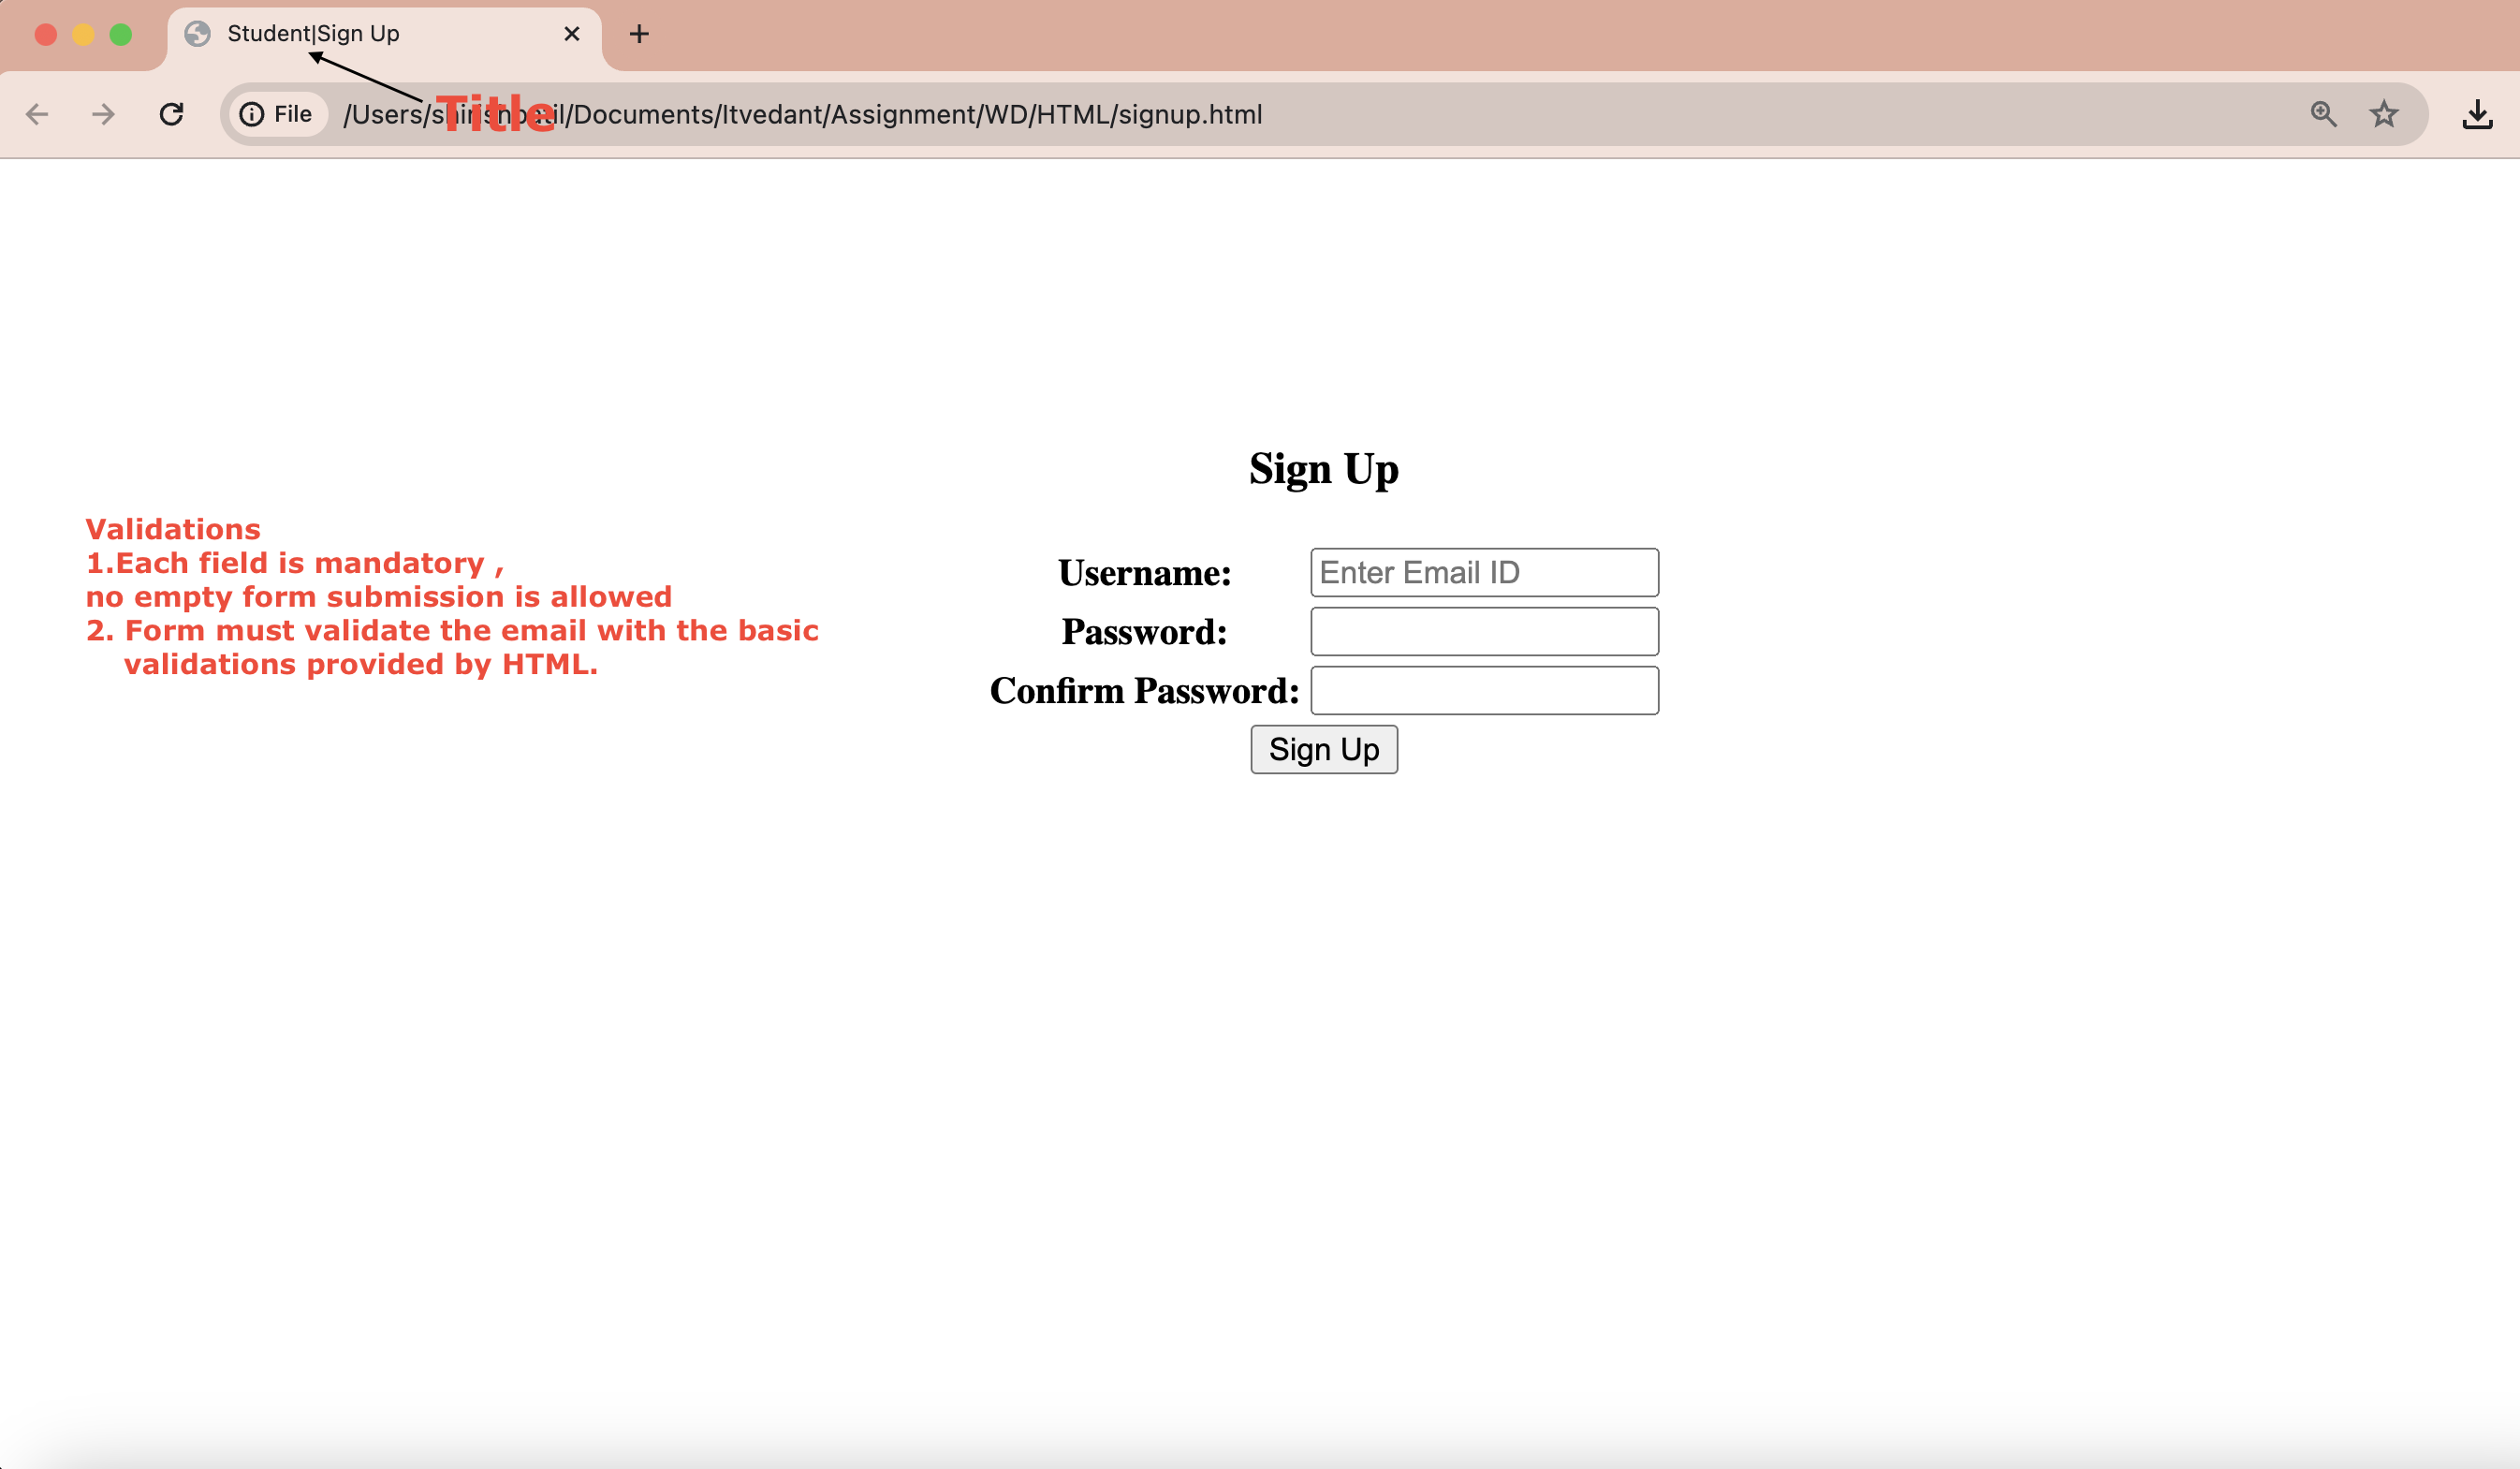 Student|Sign Up
File /Users/shirishpatil/Documents/Itvedant/Assignment/WD/HTML/signup.html
Title
Sign Up
Validations
1.Each field is mandatory ,
no empty form submission is allowed
2. Form must validate the email with the basic
validations provided by HTML.
Username: Enter Email ID
Password:
Confirm Password:
Sign Up